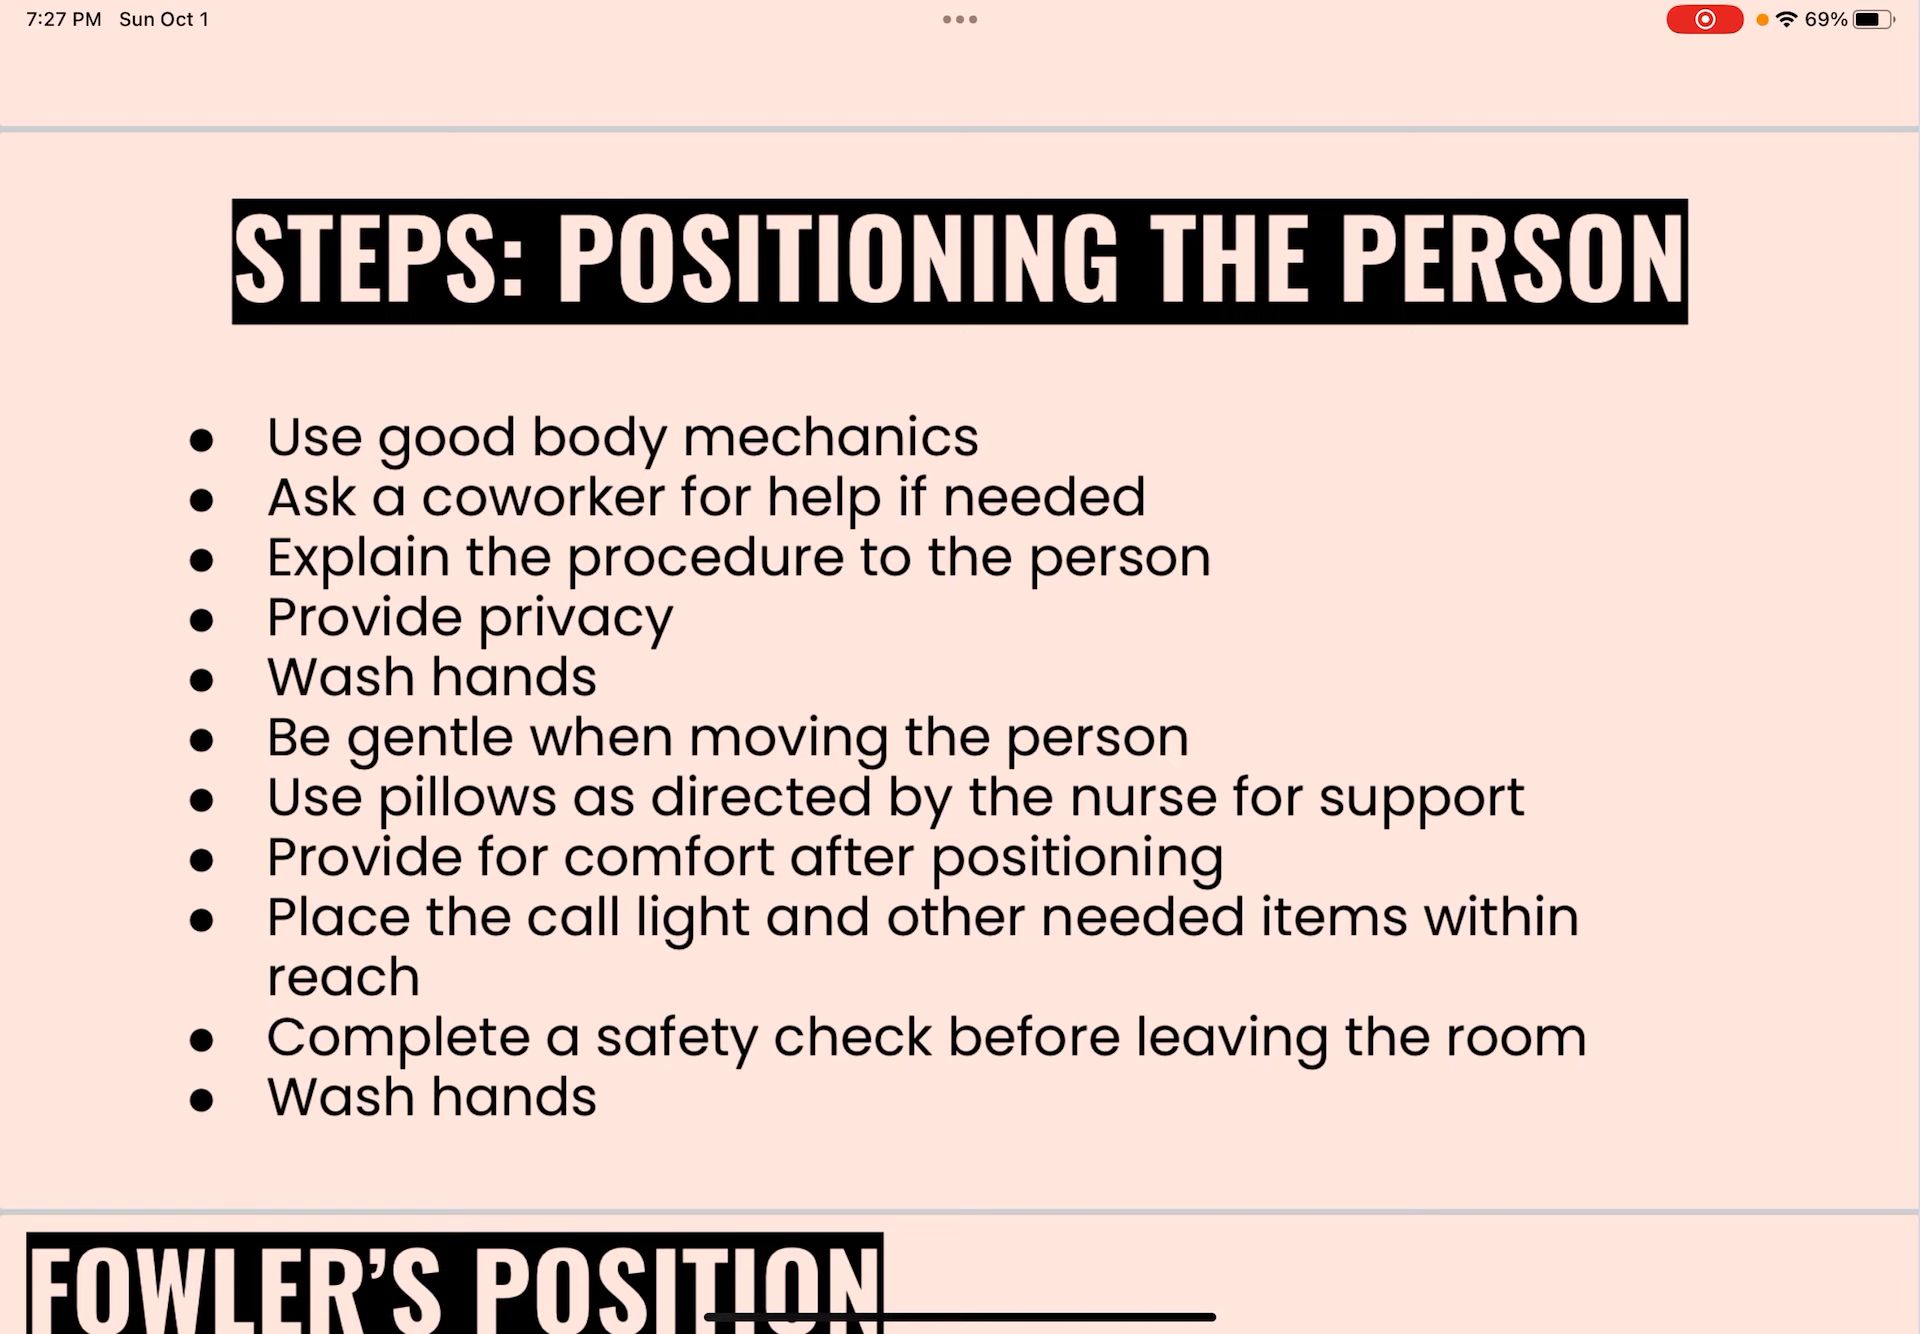 7:27 PM Sun Oct 1
69%
STEPS: POSITIONING THE PERSON
● Use good body mechanics
● Ask a coworker for help if needed
● Explain the procedure to the person
● Provide privacy
● Wash hands
● Be gentle when moving the person
● Use pillows as directed by the nurse for support
● Provide for comfort after positioning
● Place the call light and other needed items within
reach
● Complete a safety check before leaving the room
● Wash hands
FOWLER’S POSITION